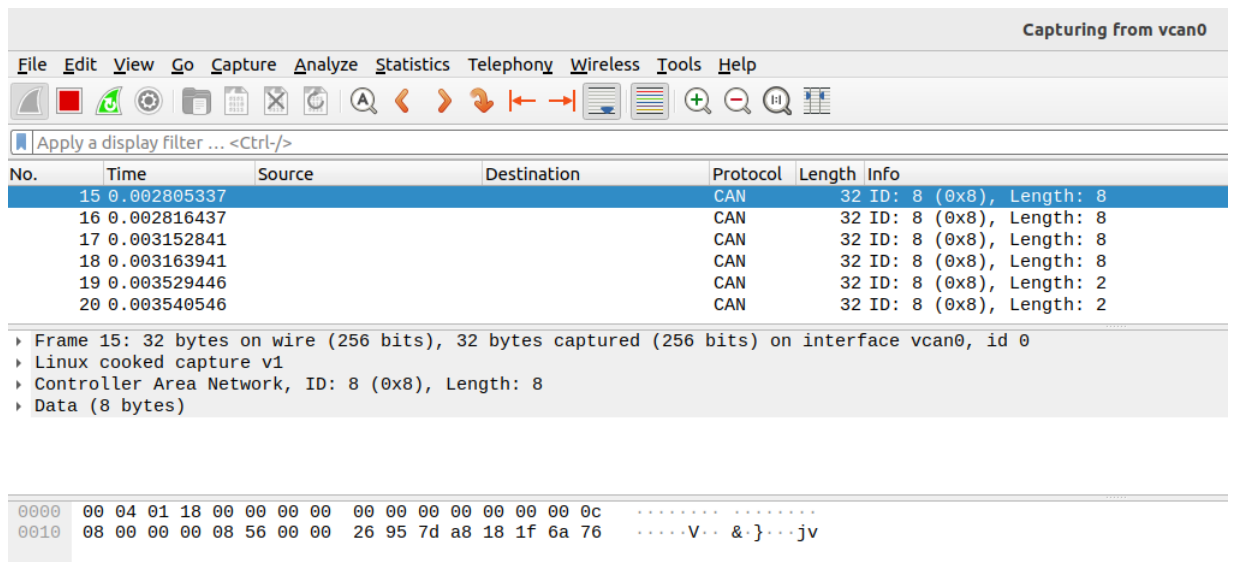 Capturing from vcan0
File Edit View Go Capture Analyze Statistics Telephony Wireless Tools Help
Apply a display filter … <Ctrl-/>
No. Time Source Destination Protocol Length Info
15 0.002805337 CAN 32 ID: 8 (0x8), Length: 8
16 0.002816437 CAN 32 ID: 8 (0x8), Length: 8
17 0.003152841 CAN 32 ID: 8 (0x8), Length: 8
18 0.003163941 CAN 32 ID: 8 (0x8), Length: 8
19 0.003529446 CAN 32 ID: 8 (0x8), Length: 2
20 0.003540546 CAN 32 ID: 8 (0x8), Length: 2
Frame 15: 32 bytes on wire (256 bits), 32 bytes captured (256 bits) on interface vcan0, id 0
Linux cooked capture v1
Controller Area Network, ID: 8 (0x8), Length: 8
Data (8 bytes)
0000 00 04 01 18 00 00 00 00 00 00 00 00 00 00 00 0c ········ ········
0010 08 00 00 00 08 56 00 00 26 95 7d a8 18 1f 6a 76 ·····V·· &·}···jv